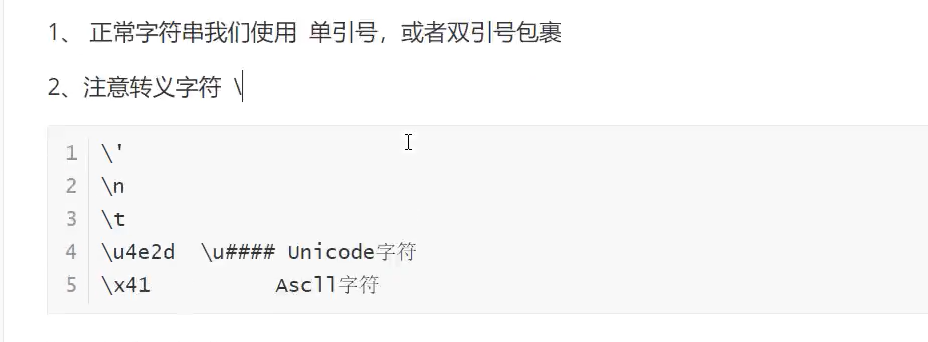 1、 正常字符串我们使用 单引号，或者双引号包裹
2、注意转义字符 \
1 \'
2 \n
3 \t
4 \u4e2d \u#### Unicode字符
5 \x41 Ascll字符